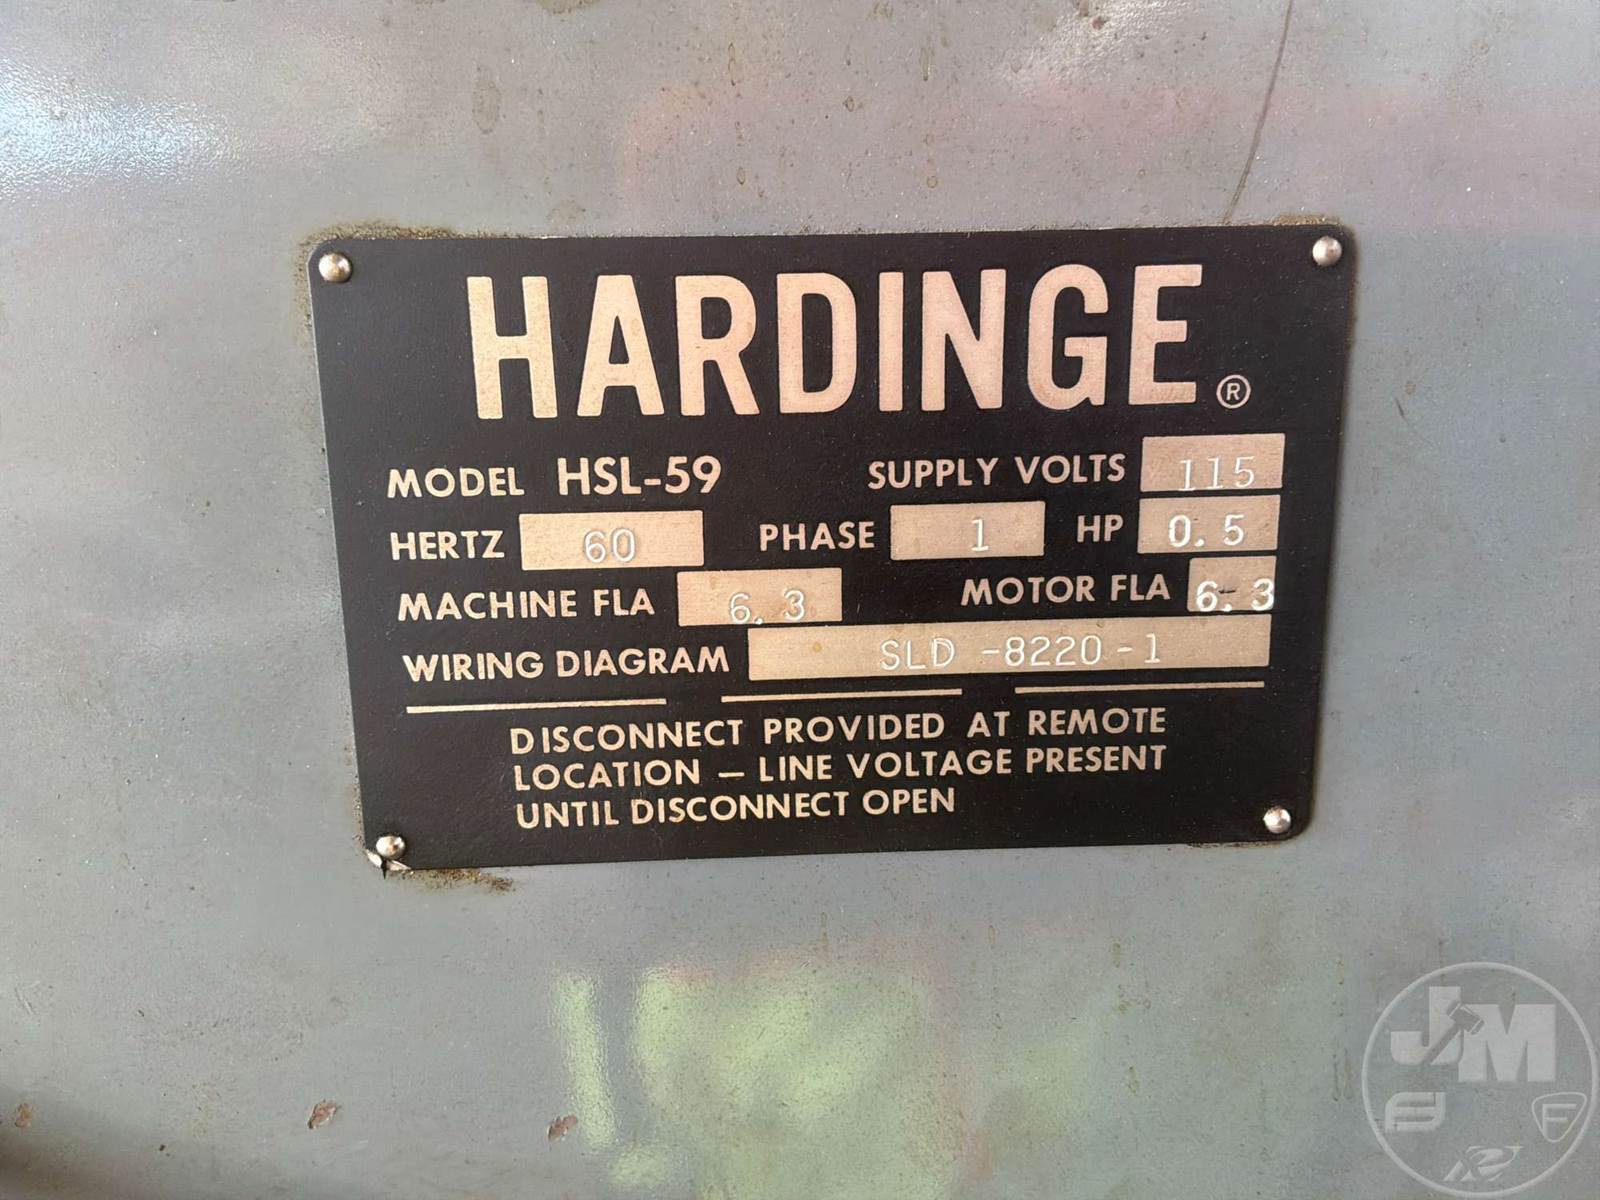 HARDINGE®
MODEL HSL-59 SUPPLY VOLTS 115
HERTZ 60 PHASE 1 HP 0.5
MACHINE FLA 6.3 MOTOR FLA 6.3
WIRING DIAGRAM SLD -8220-1
DISCONNECT PROVIDED AT REMOTE
LOCATION — LINE VOLTAGE PRESENT
UNTIL DISCONNECT OPEN
JM
F